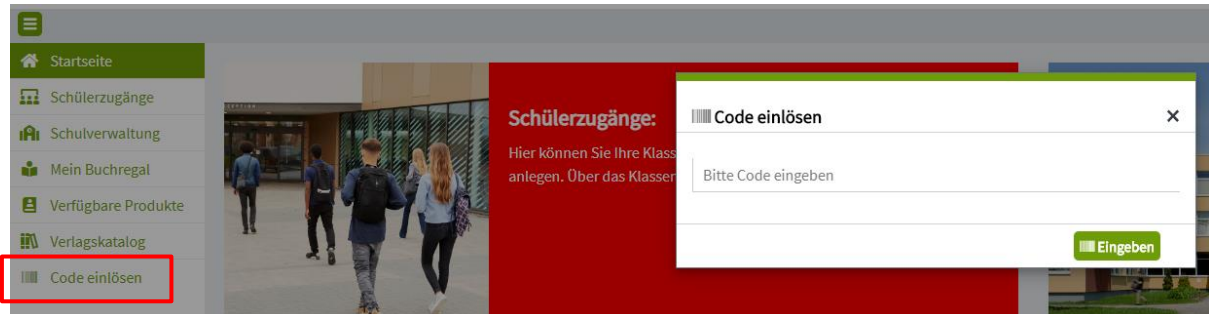 Startseite
Schülerzugänge
Schulverwaltung
Mein Buchregal
Verfügbare Produkte
Verlagskatalog
Code einlösen
Schülerzugänge:
Hier können Sie Ihre Klass
anlegen. Über das Klassen
Code einlösen
Bitte Code eingeben
Eingeben